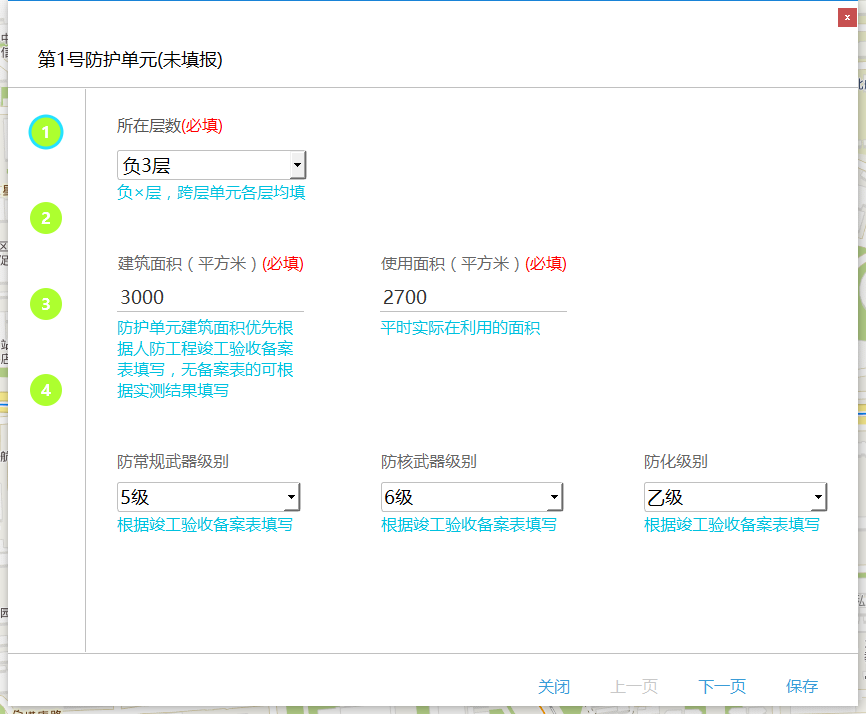 x
第1号防护单元(未填报)
1
所在层数(必填)
负3层
负×层，跨层单元各层均填
2
建筑面积（平方米）(必填)
使用面积（平方米）(必填)
3
3000
2700
防护单元建筑面积优先根
据人防工程竣工验收备案
表填写，无备案表的可根
据实测结果填写
平时实际在利用的面积
4
防常规武器级别
防核武器级别
防化级别
5级
6级
乙级
根据竣工验收备案表填写
根据竣工验收备案表填写
根据竣工验收备案表填写
关闭
上一页
下一页
保存